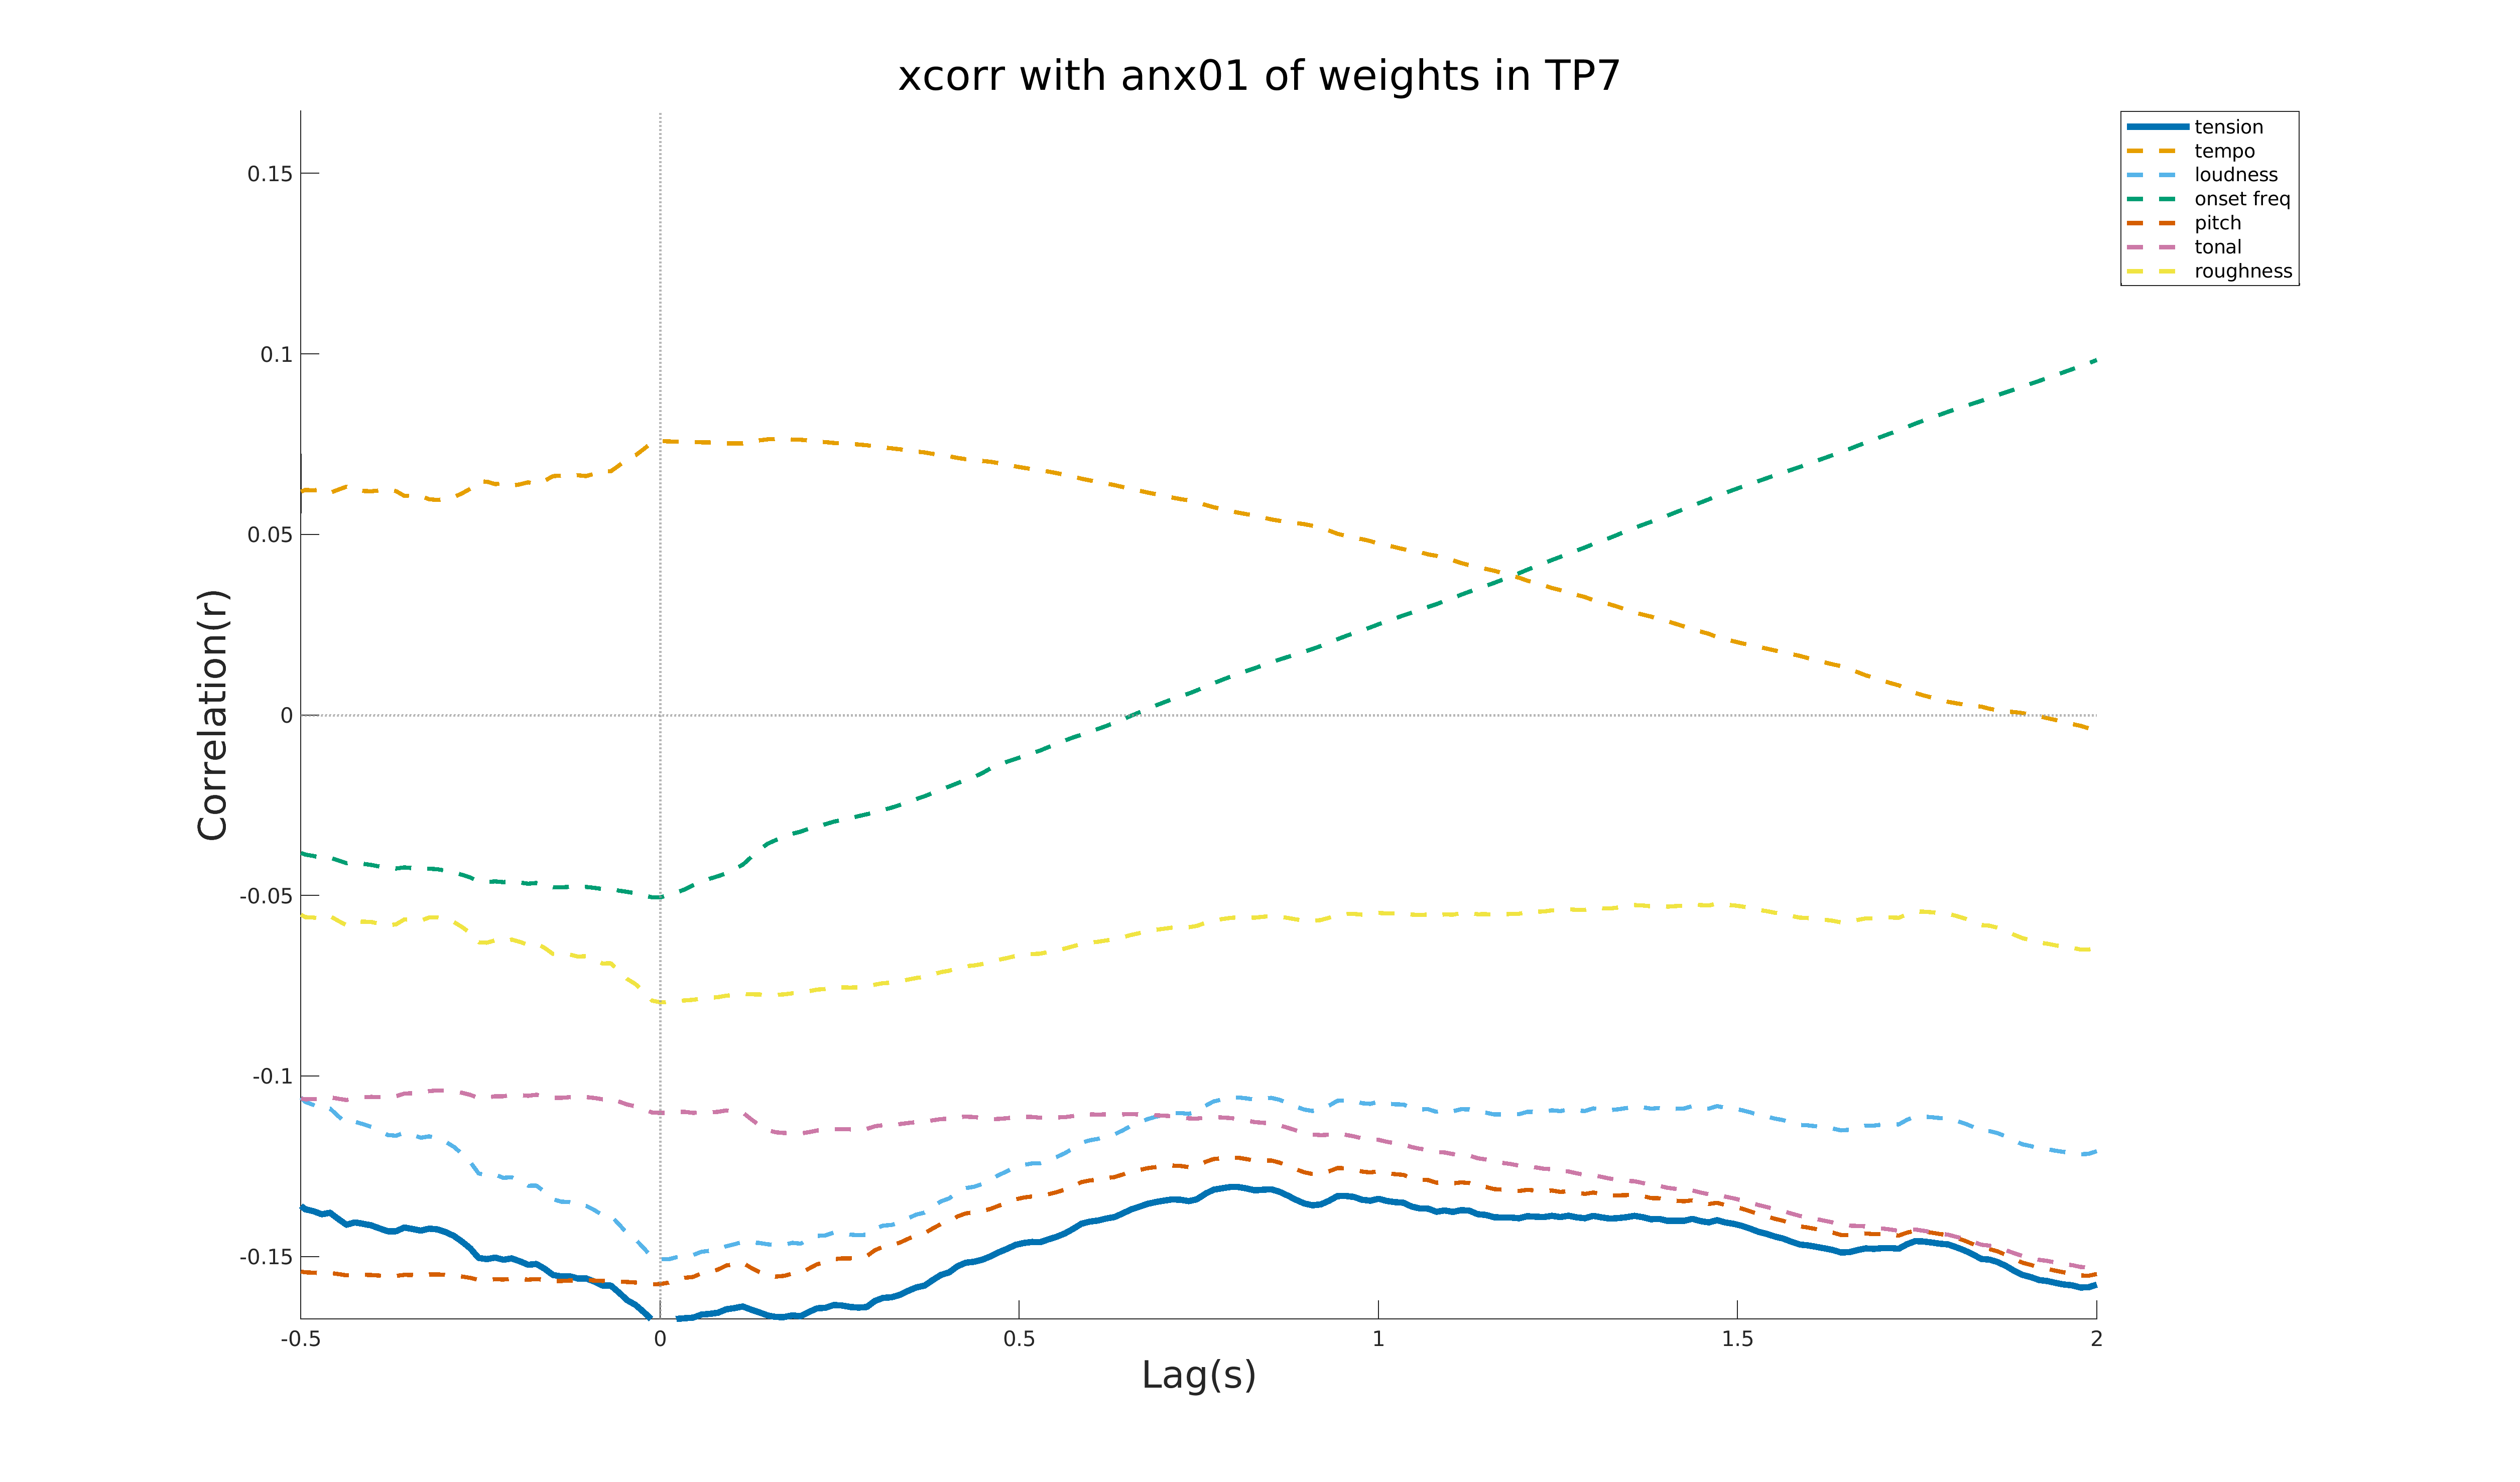 xcorr with anx01 of weights in TP7
tension
tempo
loudness
onset freq
pitch
tonal
roughness
0.15
0.1
0.05
0
-0.05
-0.1
-0.15
Correlation(r)
-0.5
0
0.5
1
1.5
2
Lag(s)